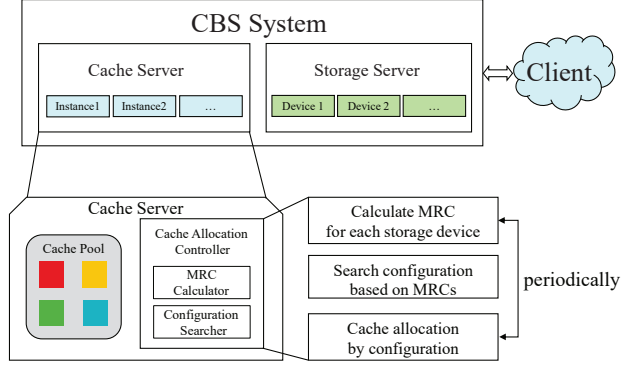 CBS System
Cache Server
Instance1
Instance2
...
Storage Server
Device 1
Device 2
...
Client
Cache Server
Cache Pool
Cache Allocation
Controller
MRC
Calculator
Configuration
Searcher
Calculate MRC
for each storage device
Search configuration
based on MRCs
Cache allocation
by configuration
periodically